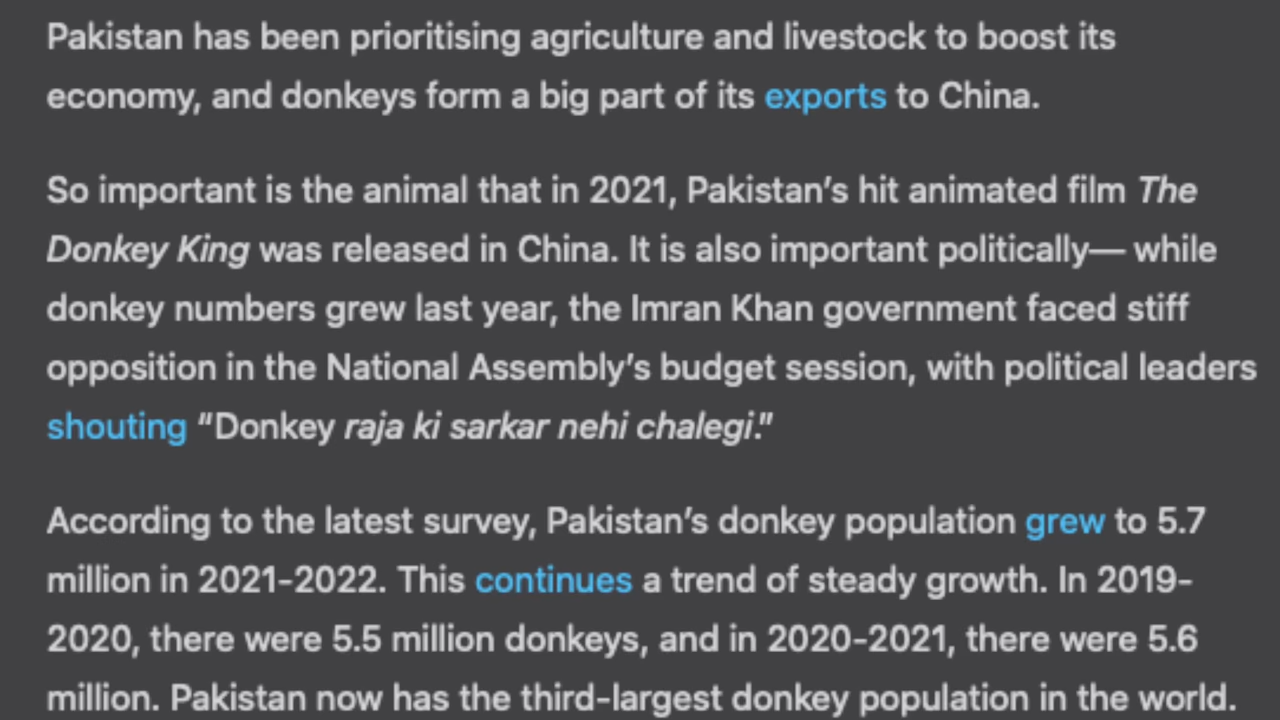 Pakistan has been prioritising agriculture and livestock to boost its
economy, and donkeys form a big part of its exports to China.
So important is the animal that in 2021, Pakistan’s hit animated film The
Donkey King was released in China. It is also important politically— while
donkey numbers grew last year, the Imran Khan government faced stiff
opposition in the National Assembly’s budget session, with political leaders
shouting “Donkey raja ki sarkar nehi chalegi.”
According to the latest survey, Pakistan’s donkey population grew to 5.7
million in 2021-2022. This continues a trend of steady growth. In 2019-
2020, there were 5.5 million donkeys, and in 2020-2021, there were 5.6
million. Pakistan now has the third-largest donkey population in the world.